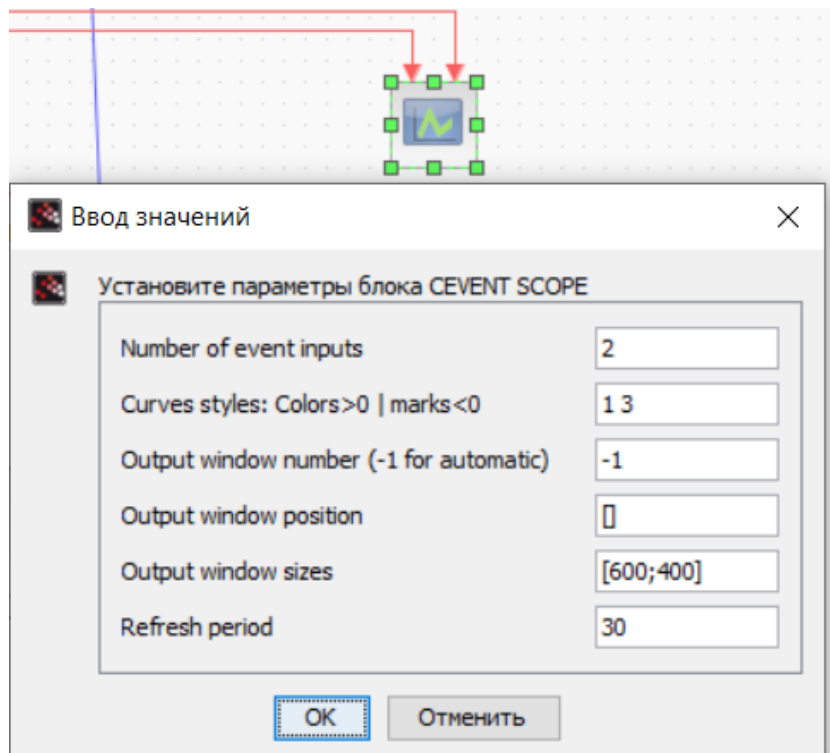 Ввод значений
Установите параметры блока CEVENT SCOPE
Number of event inputs 2
Curves styles: Colors>0 | marks<0 1 3
Output window number (-1 for automatic) -1
Output window position []
Output window sizes [600;400]
Refresh period 30
OK Отменить